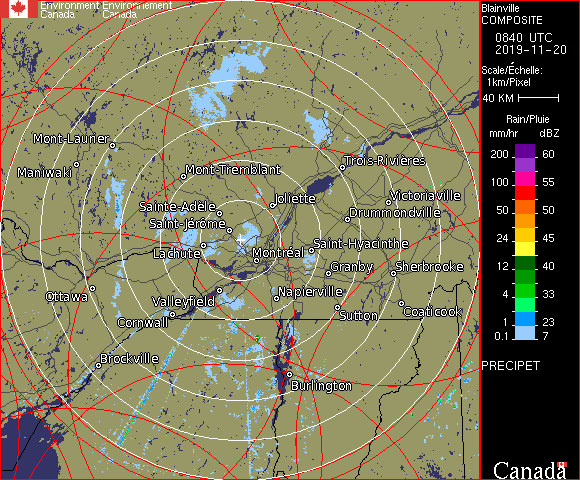 Environment Environnement
Canada Canada
Blainville
COMPOSITE
0840 UTC
2019-11-20
Scale/Échelle:
1km/Pixel
40 KM
Rain/Pluie
mm/hr dBZ
200 60
100 55
50 50
24 45
12 40
4 33
1 23
0.1 7
PRECIPET
Canada
Mont-Laurier
Maniwaki
Mont-Tremblant
Trois-Rivières
Joliette
Victoriaville
Sainte-Adèle
Drummondville
Saint-Jérôme
Lachute
Saint-Hyacinthe
Montréal
Granby
Sherbrooke
Ottawa
Valleyfield
Napierville
Cornwall
Sutton
Coaticook
Brockville
Burlington